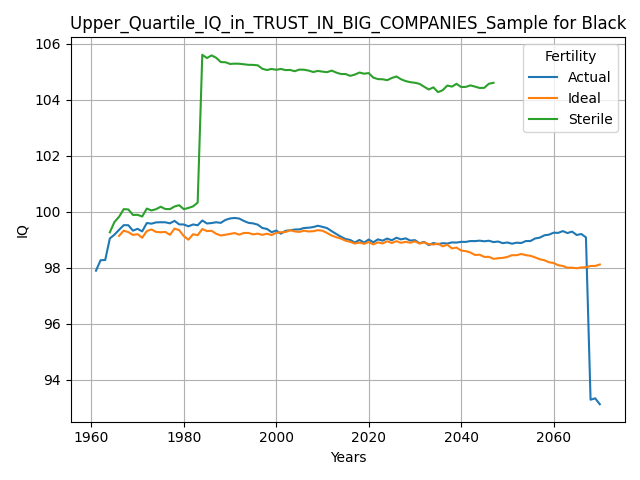 Upper_Quartile_IQ_in_TRUST_IN_BIG_COMPANIES_Sample for Black
Fertility
Actual
Ideal
Sterile
106
104
102
100
98
96
94
IQ
1960
1980
2000
2020
2040
2060
Years